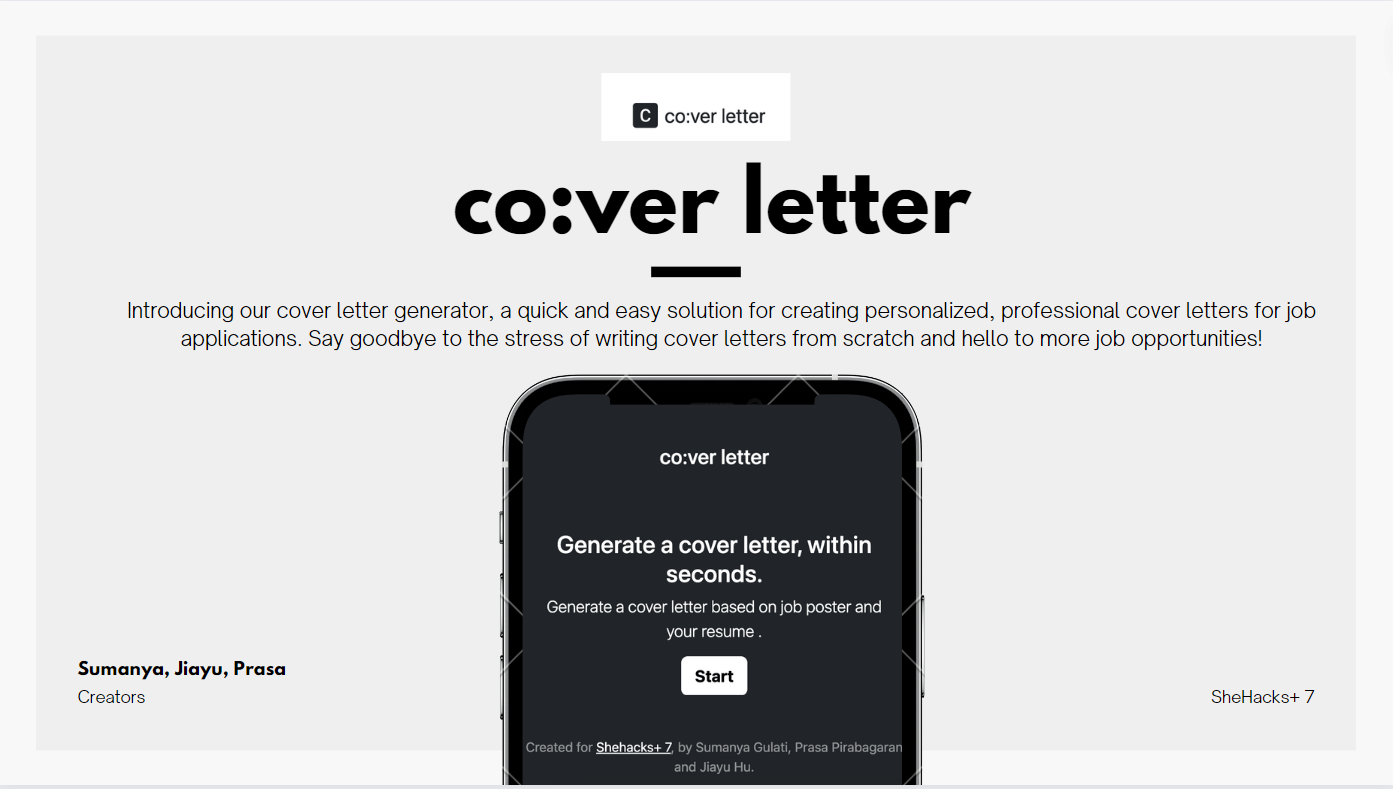 C co:ver letter
co:ver letter
Introducing our cover letter generator, a quick and easy solution for creating personalized, professional cover letters for job
applications. Say goodbye to the stress of writing cover letters from scratch and hello to more job opportunities!
co:ver letter
Generate a cover letter, within
seconds.
Generate a cover letter based on job poster and
your resume .
Start
Created for Shehacks+ 7, by Sumanya Gulati, Prasa Pirabagaran
and Jiayu Hu.
Sumanya, Jiayu, Prasa
Creators
SheHacks+ 7